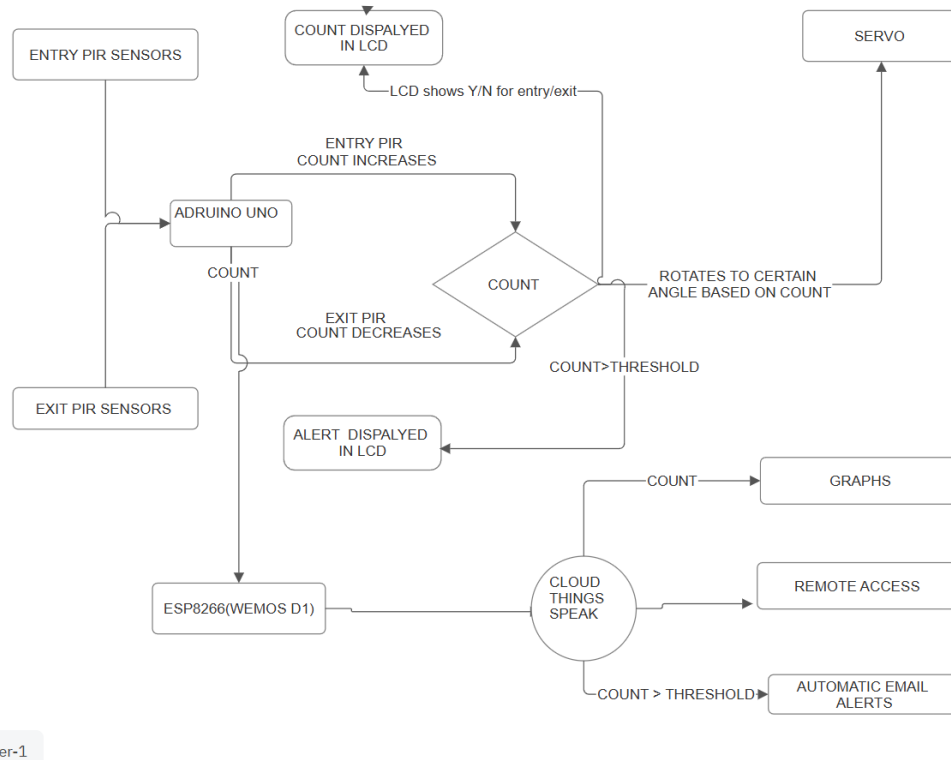 COUNT DISPALYED
IN LCD
SERVO
ENTRY PIR SENSORS
LCD shows Y/N for entry/exit
ENTRY PIR
COUNT INCREASES
ADRUINO UNO
COUNT
COUNT
ROTATES TO CERTAIN
ANGLE BASED ON COUNT
EXIT PIR
COUNT DECREASES
COUNT>THRESHOLD
EXIT PIR SENSORS
ALERT DISPALYED
IN LCD
COUNT
GRAPHS
ESP8266(WEMOS D1)
CLOUD
THINGS
SPEAK
REMOTE ACCESS
COUNT > THRESHOLD
AUTOMATIC EMAIL
ALERTS
er-1